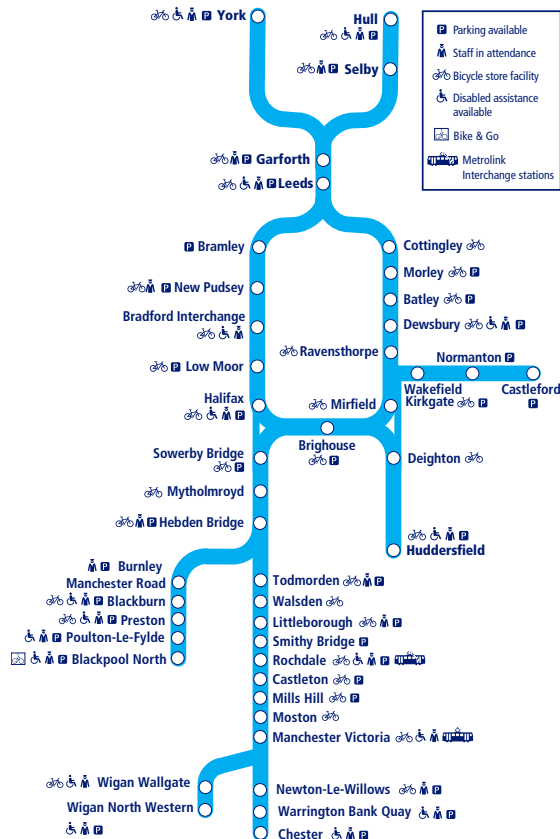 York
Hull
Selby
Garforth
Leeds
P Parking available
Staff in attendance
Bicycle store facility
Disabled assistance
available
Bike & Go
Metrolink
Interchange stations
P Bramley
P New Pudsey
Bradford Interchange
P Low Moor
Halifax
P
Sowerby Bridge
P
Mytholmroyd
P Hebden Bridge
Cottingley
Morley P
Batley P
Dewsbury P
Ravensthorpe
Normanton P
Wakefield
Kirkgate P
Castleford
P
Mirfield
Brighouse
P
Deighton
P
Huddersfield
P Burnley
Manchester Road
P Blackburn
P Preston
P Poulton-Le-Fylde
P Blackpool North
Todmorden P
Walsden
Littleborough P
Smithy Bridge P
Rochdale P
Castleton P
Mills Hill P
Moston
Manchester Victoria
Wigan Wallgate
Wigan North Western
P
Newton-Le-Willows P
Warrington Bank Quay P
Chester P